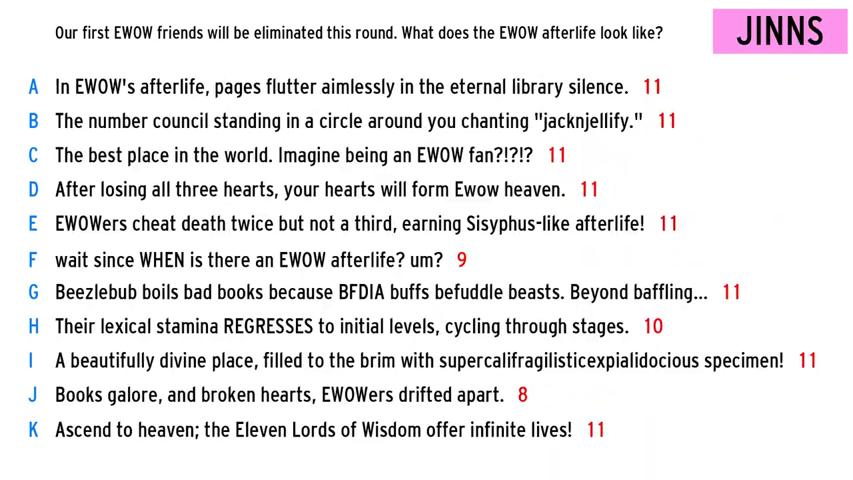 Our first EWOW friends will be eliminated this round. What does the EWOW afterlife look like?
JINNS
A In EWOW's afterlife, pages flutter aimlessly in the eternal library silence. 11
B The number council standing in a circle around you chanting "jacknjellify." 11
C The best place in the world. Imagine being an EWOW fan?!?!? 11
D After losing all three hearts, your hearts will form Ewow heaven. 11
E EWOWers cheat death twice but not a third, earning Sisyphus-like afterlife! 11
F wait since WHEN is there an EWOW afterlife? um? 9
G Beezlebub boils bad books because BFDIA buffs befuddle beasts. Beyond baffling... 11
H Their lexical stamina REGRESSES to initial levels, cycling through stages. 10
I A beautifully divine place, filled to the brim with supercalifragilisticexpialidocious specimen! 11
J Books galore, and broken hearts, EWOWers drifted apart. 8
K Ascend to heaven; the Eleven Lords of Wisdom offer infinite lives! 11